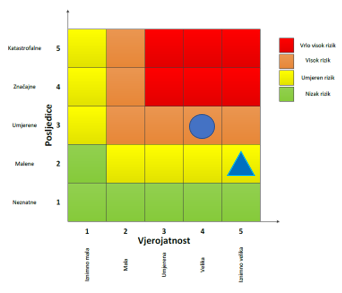 Katastrofalne 5
Značajne 4
Umjerene 3
Malene 2
Neznatne 1
Posljedice
1 2 3 4 5
Vjerojatnost
Iznimno mala
Mala
Umjerena
Velika
Iznimno velika
Vrlo visok rizik
Visok rizik
Umjeren rizik
Nizak rizik